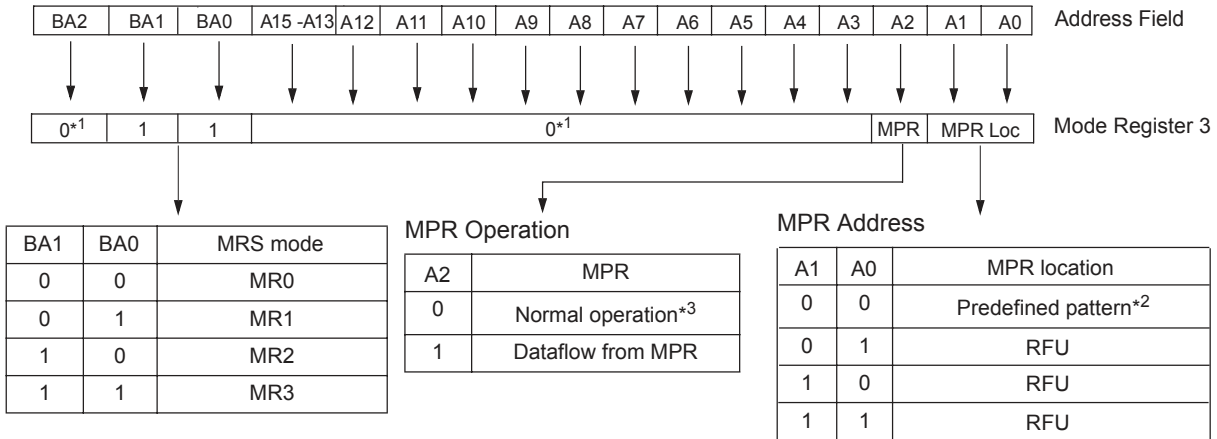 BA2 BA1 BA0 A15 -A13 A12 A11 A10 A9 A8 A7 A6 A5 A4 A3 A2 A1 A0 Address Field
0*1 1 1 0*1 MPR MPR Loc Mode Register 3
BA1 BA0 MRS mode
0 0 MR0
0 1 MR1
1 0 MR2
1 1 MR3
MPR Operation
A2 MPR
0 Normal operation*3
1 Dataflow from MPR
MPR Address
A1 A0 MPR location
0 0 Predefined pattern*2
0 1 RFU
1 0 RFU
1 1 RFU